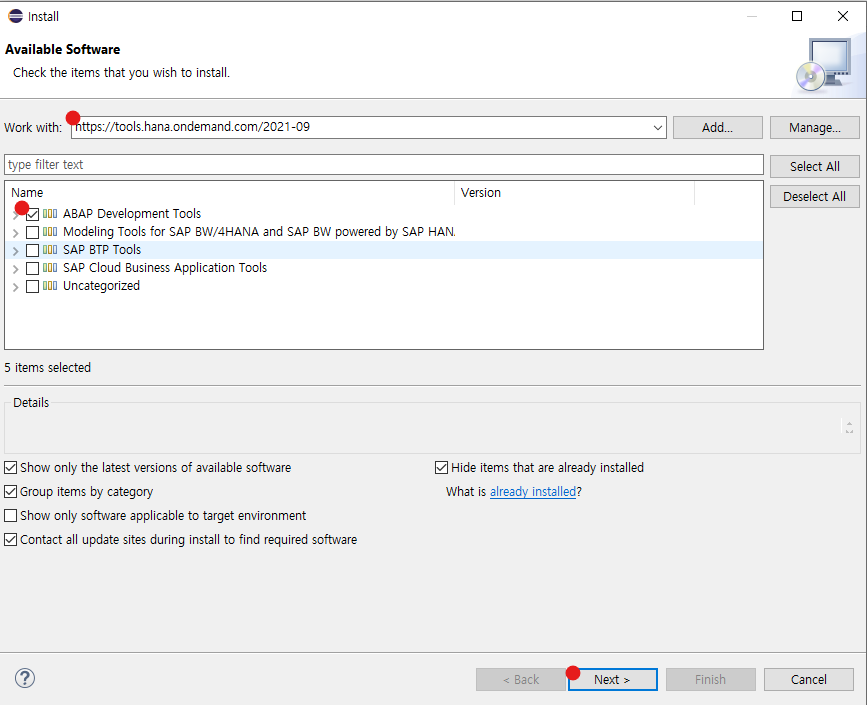 Install
Available Software
Check the items that you wish to install.
Work with: https://tools.hana.ondemand.com/2021-09 Add... Manage...
type filter text Select All
Name Version Deselect All
ABAP Development Tools
Modeling Tools for SAP BW/4HANA and SAP BW powered by SAP HAN.
SAP BTP Tools
SAP Cloud Business Application Tools
Uncategorized
5 items selected
Details
Show only the latest versions of available software Hide items that are already installed
Group items by category What is already installed?
Show only software applicable to target environment
Contact all update sites during install to find required software
? < Back Next > Finish Cancel